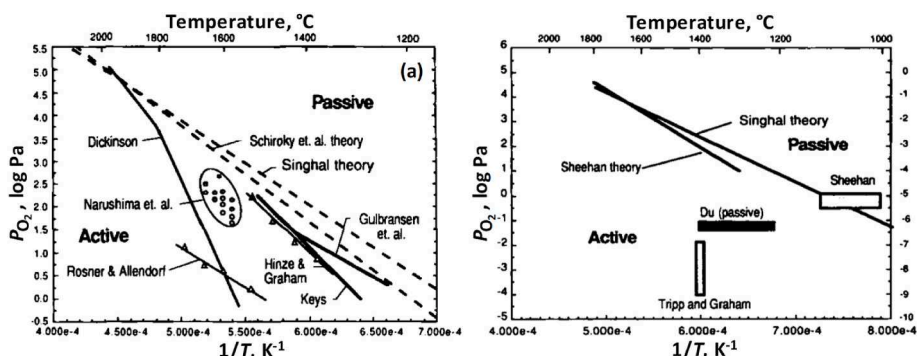 Temperature, °C
2000 1800 1600 1400 1200
5.5
5.0
4.5
4.0
3.5
3.0
2.5
2.0
1.5
1.0
0.5
0.0
P_O₂, log Pa
(a)
Passive
Dickinson
Schiroky et. al. theory
Singhal theory
Narushima et. al.
Gulbransen
et. al.
Active
Rosner & Allendorf
Hinze &
Graham
Keys
4.000e-4 4.500e-4 5.000e-4 5.500e-4 6.000e-4 7.000e-4
1/T, K⁻¹
Temperature, °C
2000 1800 1600 1400 1200 1000
6
5
4
3
2
1
0
-1
-2
-3
-4
-5
P_O₂, log Pa
Singhal theory
Passive
Sheehan theory
Sheehan
Du (passive)
Active
Tripp and Graham
0
-1
-2
-3
-4
-5
-6
-7
-8
-9
-10
4.000e-4 5.000e-4 6.000e-4 7.000e-4 8.000e-4
1/T, K⁻¹